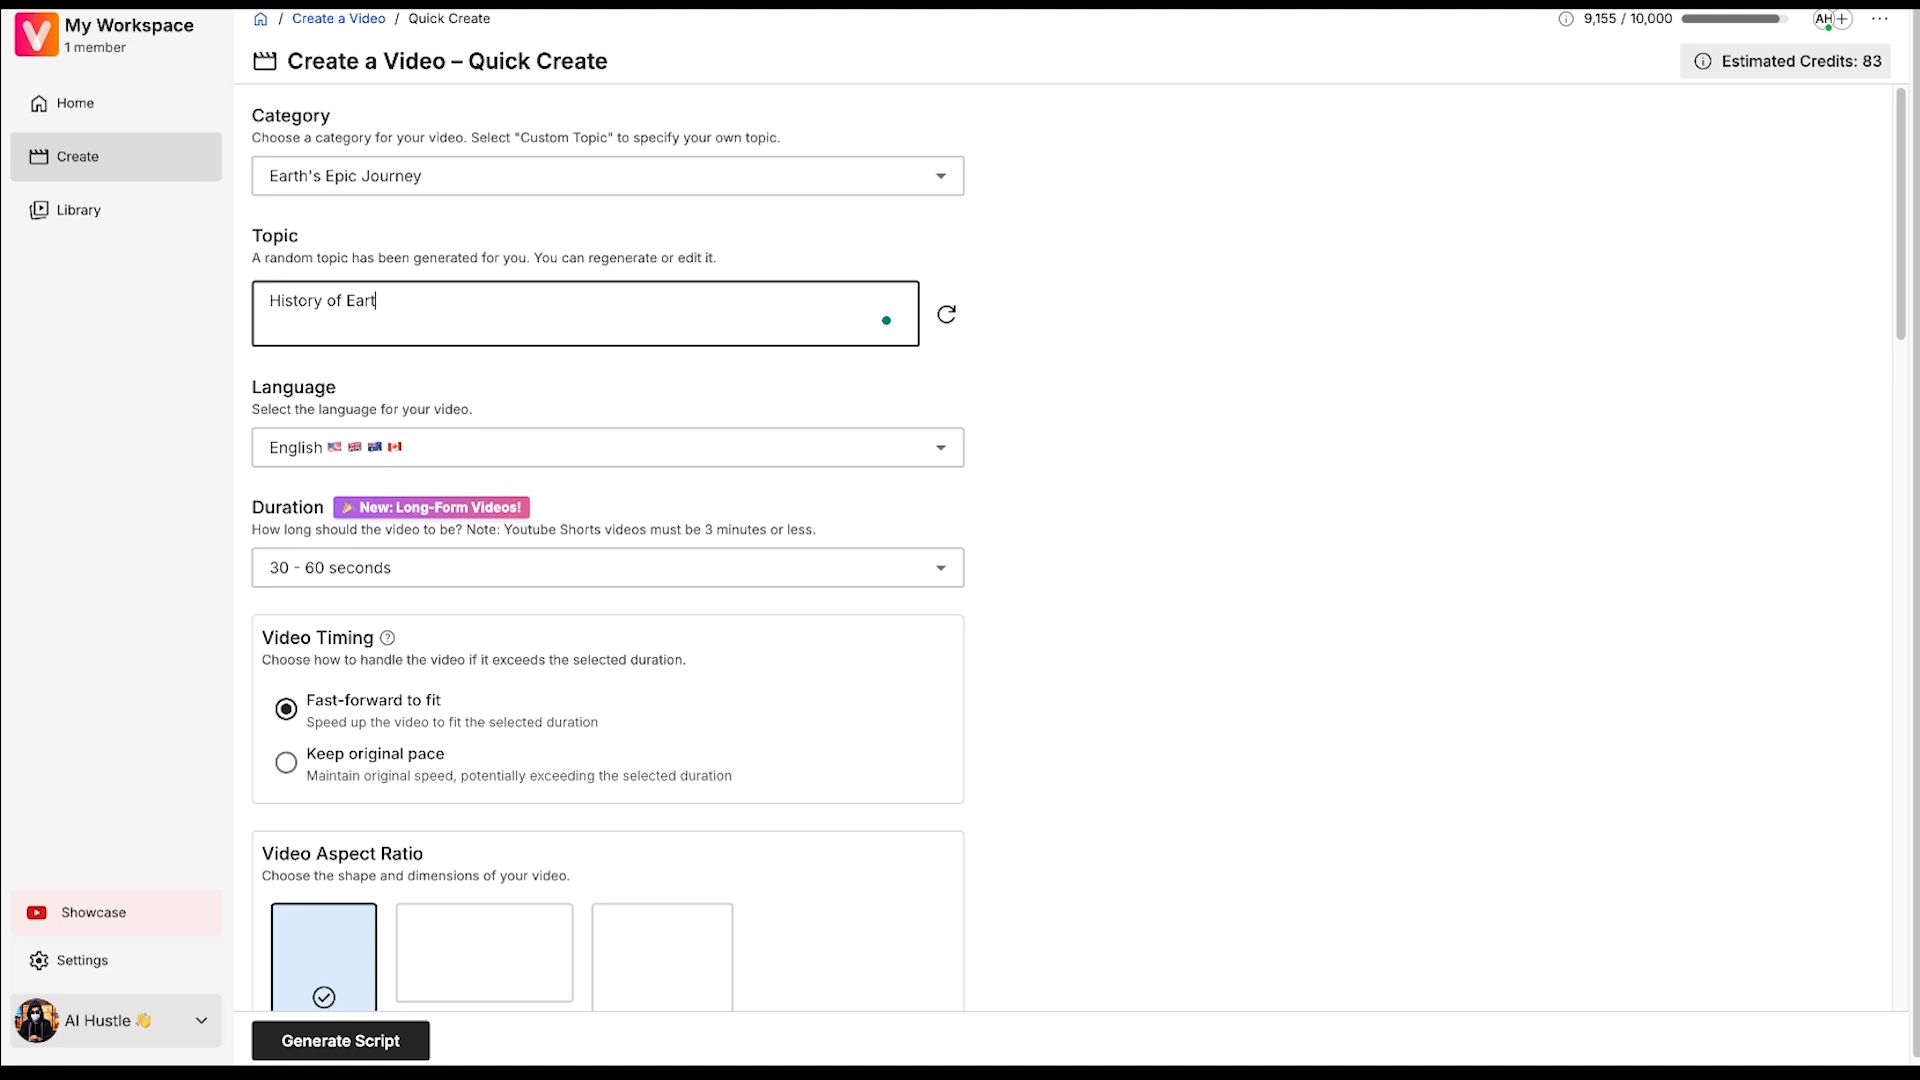 My Workspace
1 member
Home
Create
Library
Showcase
Settings
AI Hustle 👋
/ Create a Video / Quick Create
9,155 / 10,000
AH
Create a Video – Quick Create
Estimated Credits: 83
Category
Choose a category for your video. Select "Custom Topic" to specify your own topic.
Earth's Epic Journey
Topic
A random topic has been generated for you. You can regenerate or edit it.
History of Eart
Language
Select the language for your video.
English 🇺🇸 🇬🇧 🇦🇺 🇨🇦
Duration 🎉 New: Long-Form Videos!
How long should the video to be? Note: Youtube Shorts videos must be 3 minutes or less.
30 - 60 seconds
Video Timing
Choose how to handle the video if it exceeds the selected duration.
Fast-forward to fit
Speed up the video to fit the selected duration
Keep original pace
Maintain original speed, potentially exceeding the selected duration
Video Aspect Ratio
Choose the shape and dimensions of your video.
Generate Script